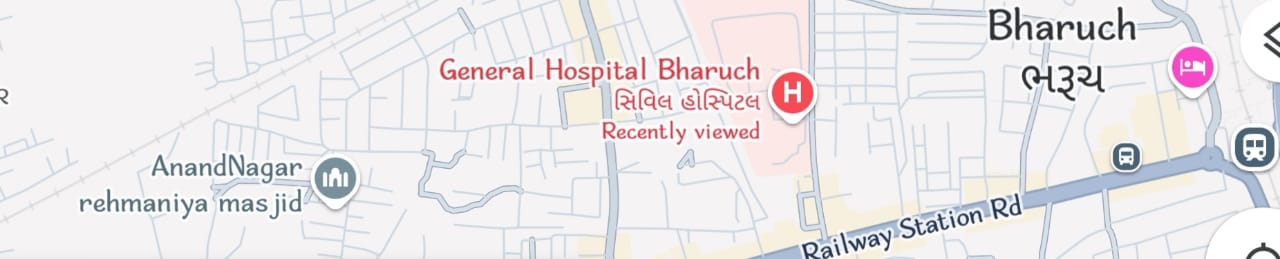 Bharuch
ભરૂચ
General Hospital Bharuch
સિવિલ હોસ્પિટલ
Recently viewed
H
AnandNagar
rehmaniya masjid
Railway Station Rd